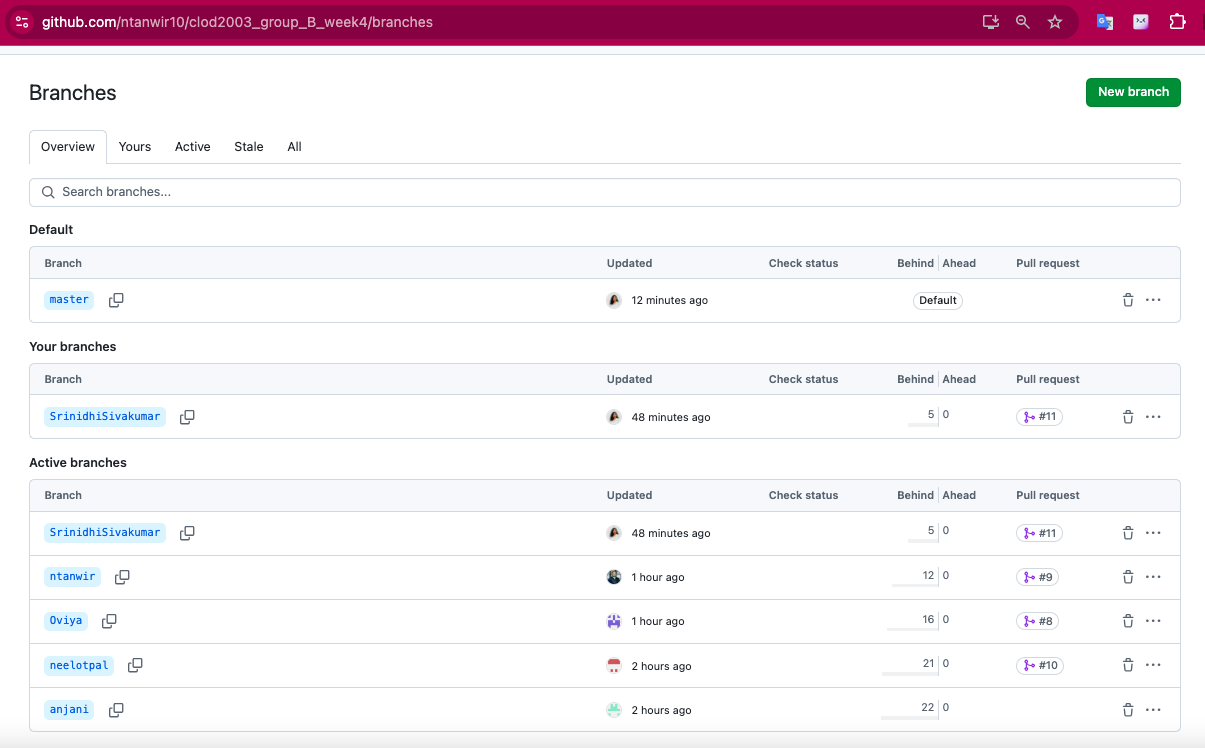 github.com/ntanwir10/clod2003_group_B_week4/branches
Branches
New branch
Overview Yours Active Stale All
Search branches...
Default
Branch Updated Check status Behind Ahead Pull request
master 12 minutes ago Default
Your branches
Branch Updated Check status Behind Ahead Pull request
SrinidhiSivakumar 48 minutes ago 5 0 #11
Active branches
Branch Updated Check status Behind Ahead Pull request
SrinidhiSivakumar 48 minutes ago 5 0 #11
ntanwir 1 hour ago 12 0 #9
Oviya 1 hour ago 16 0 #8
neelotpal 2 hours ago 21 0 #10
anjani 2 hours ago 22 0